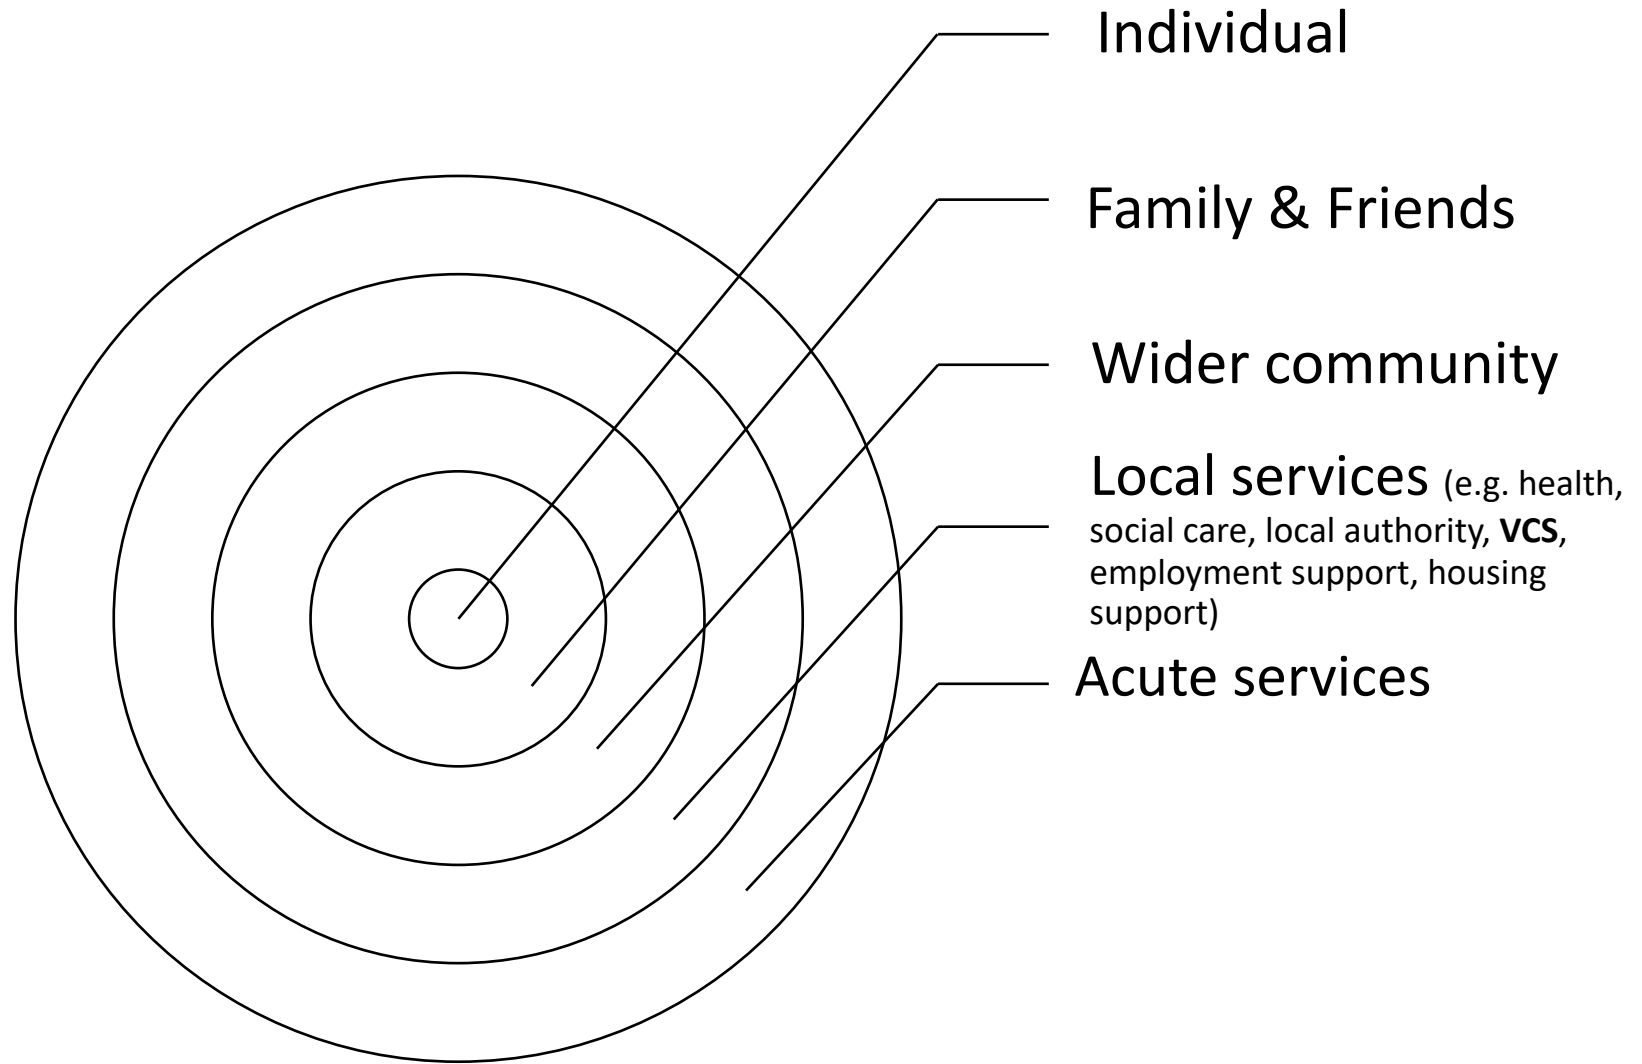 Individual
Family & Friends
Wider community
Local services (e.g. health,
social care, local authority, VCS,
employment support, housing
support)
Acute services